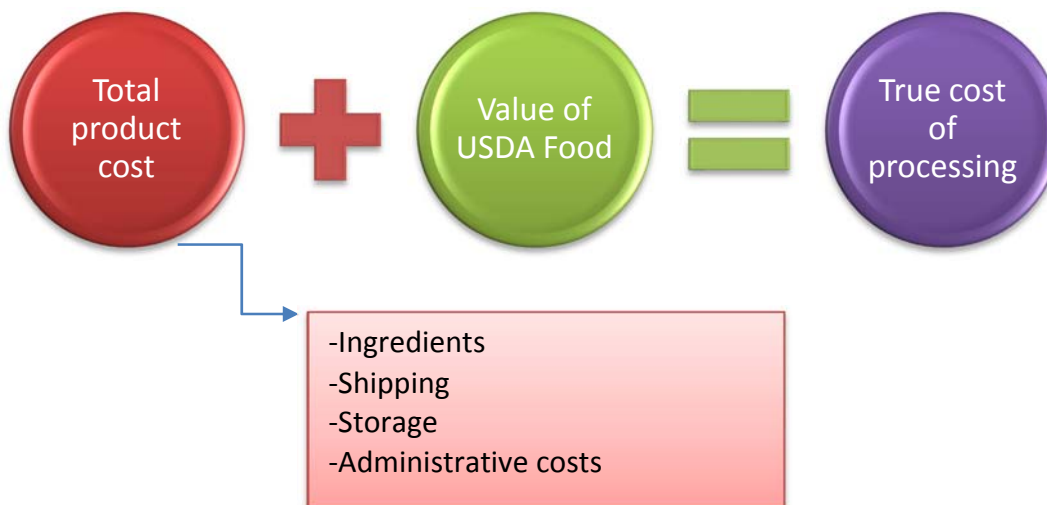 Total
product
cost
Value of
USDA Food
True cost
of
processing
-Ingredients
-Shipping
-Storage
-Administrative costs